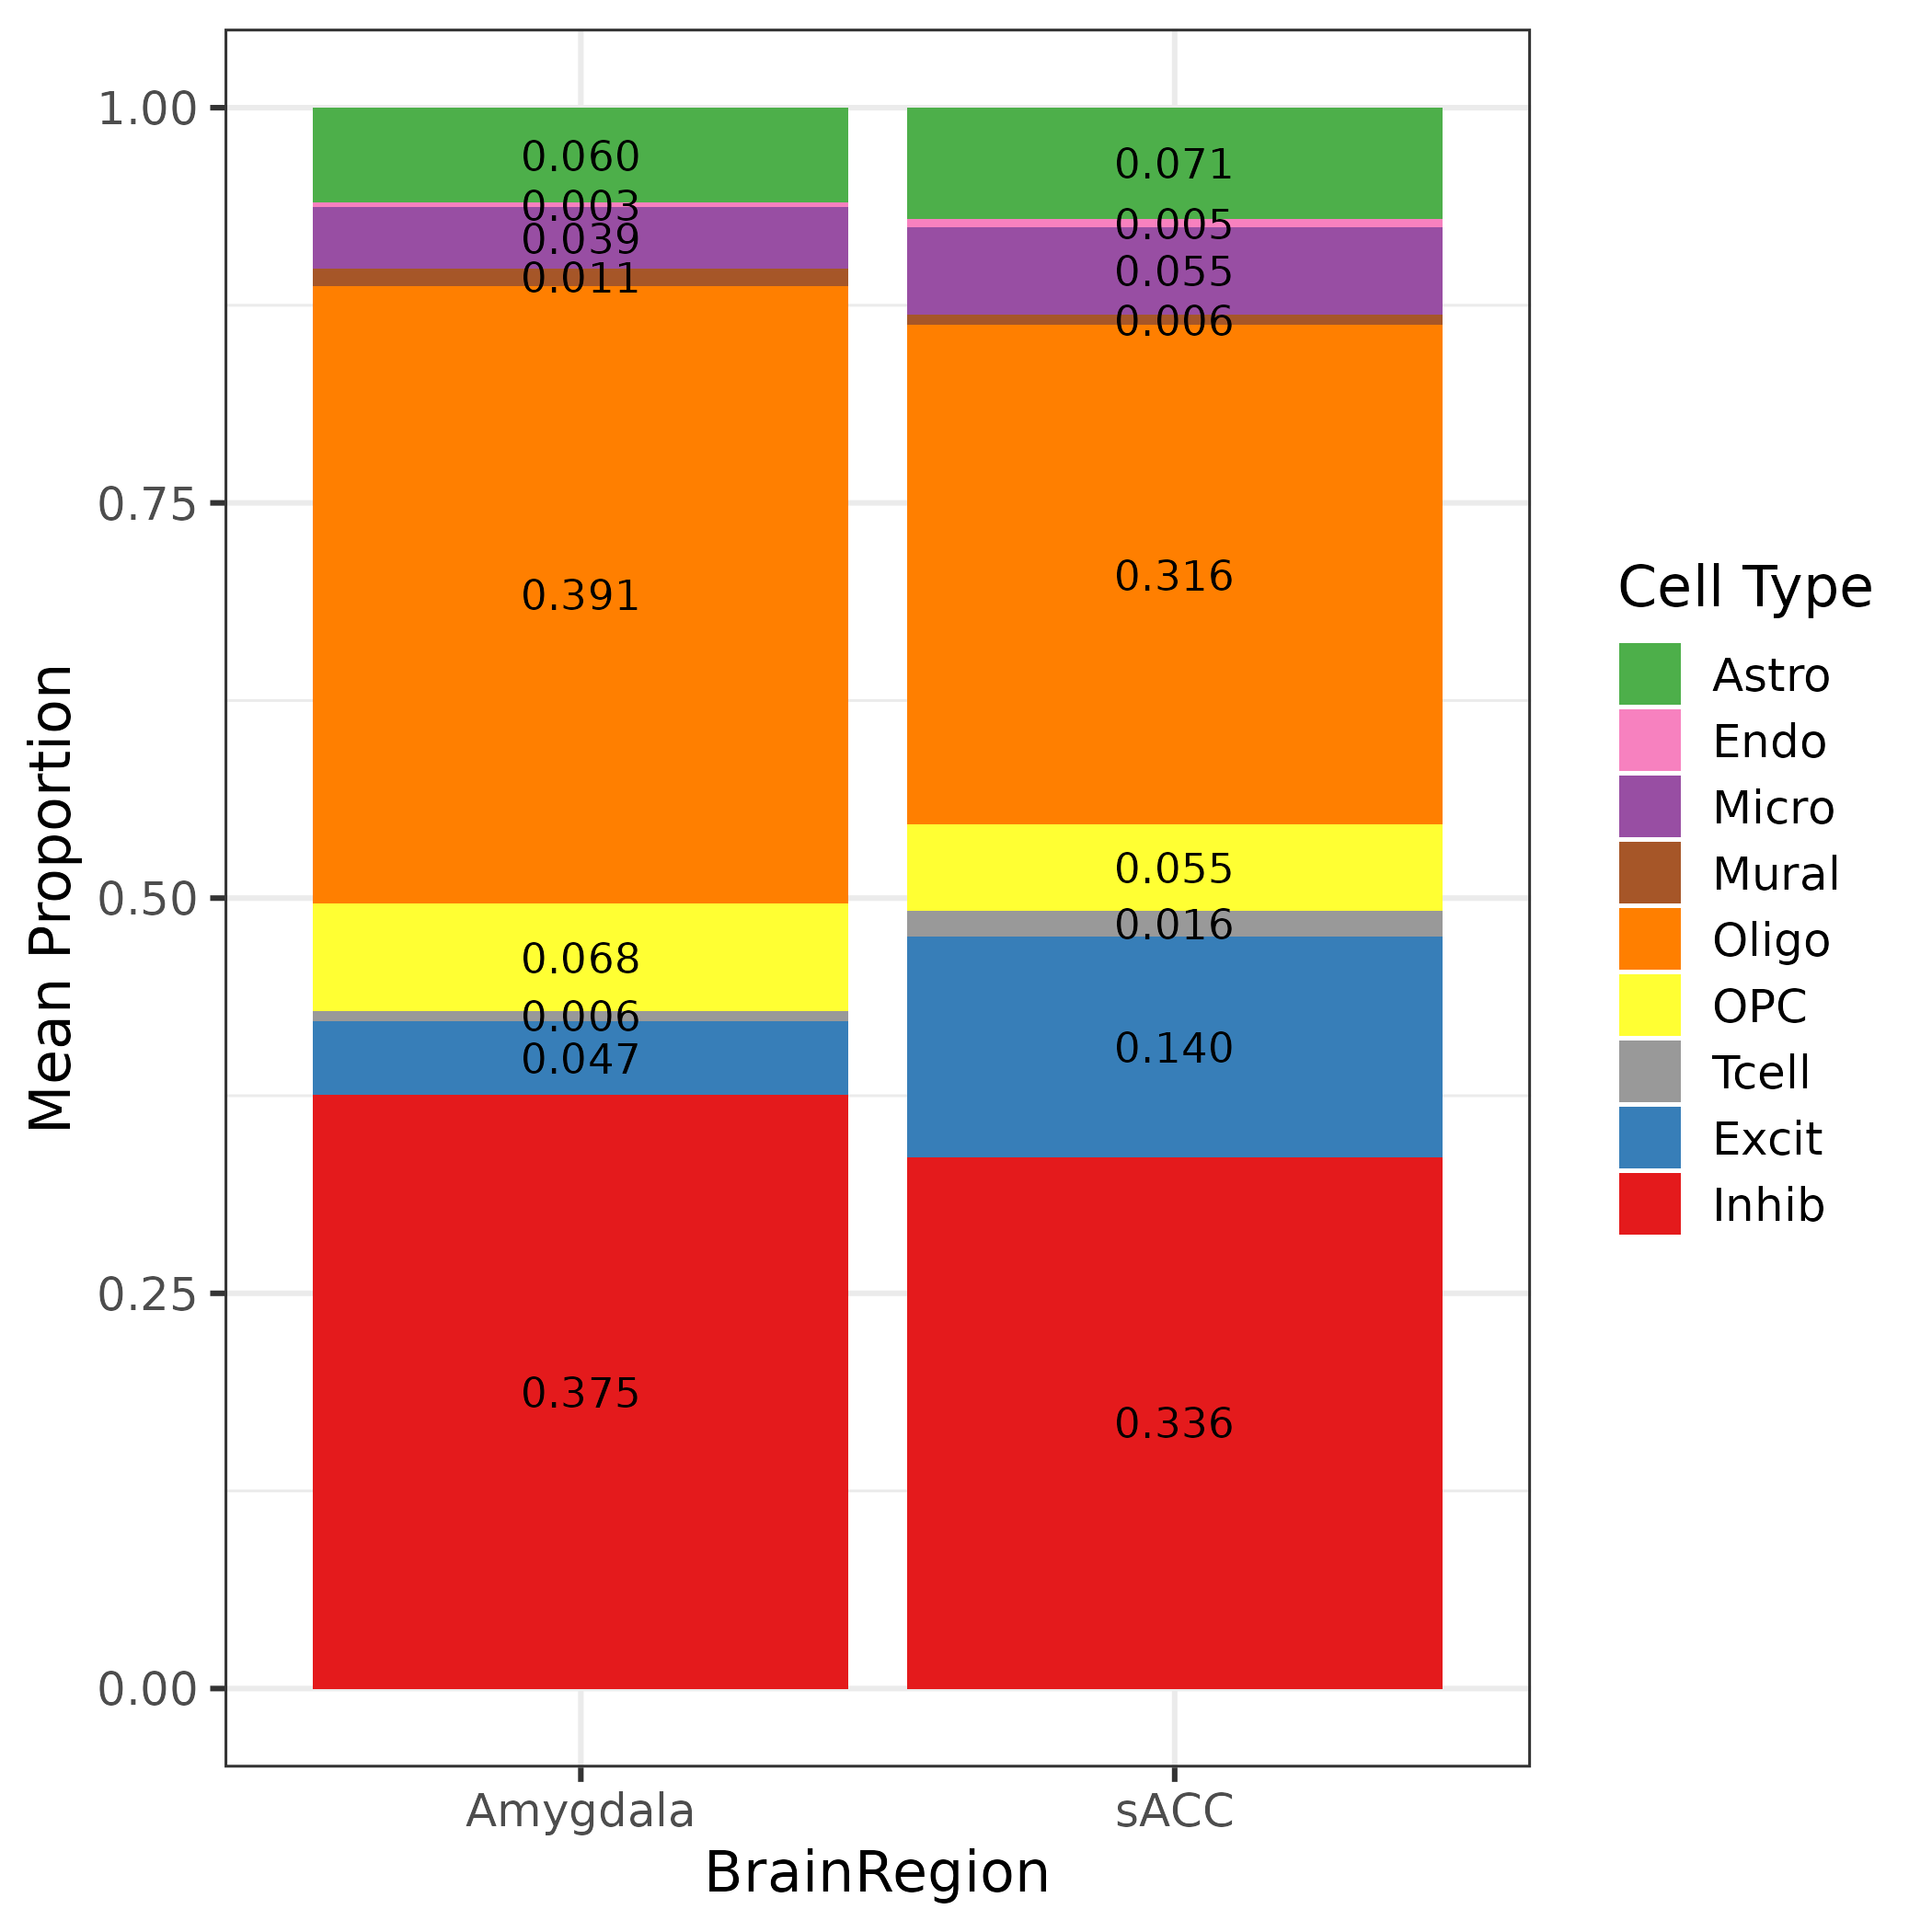 1.00
0.75
0.50
0.25
0.00
Mean Proportion
0.060
0.003
0.039
0.011
0.391
0.068
0.006
0.047
0.375
0.071
0.005
0.055
0.006
0.316
0.055
0.016
0.140
0.336
Amygdala
sACC
BrainRegion
Cell Type
Astro
Endo
Micro
Mural
Oligo
OPC
Tcell
Excit
Inhib